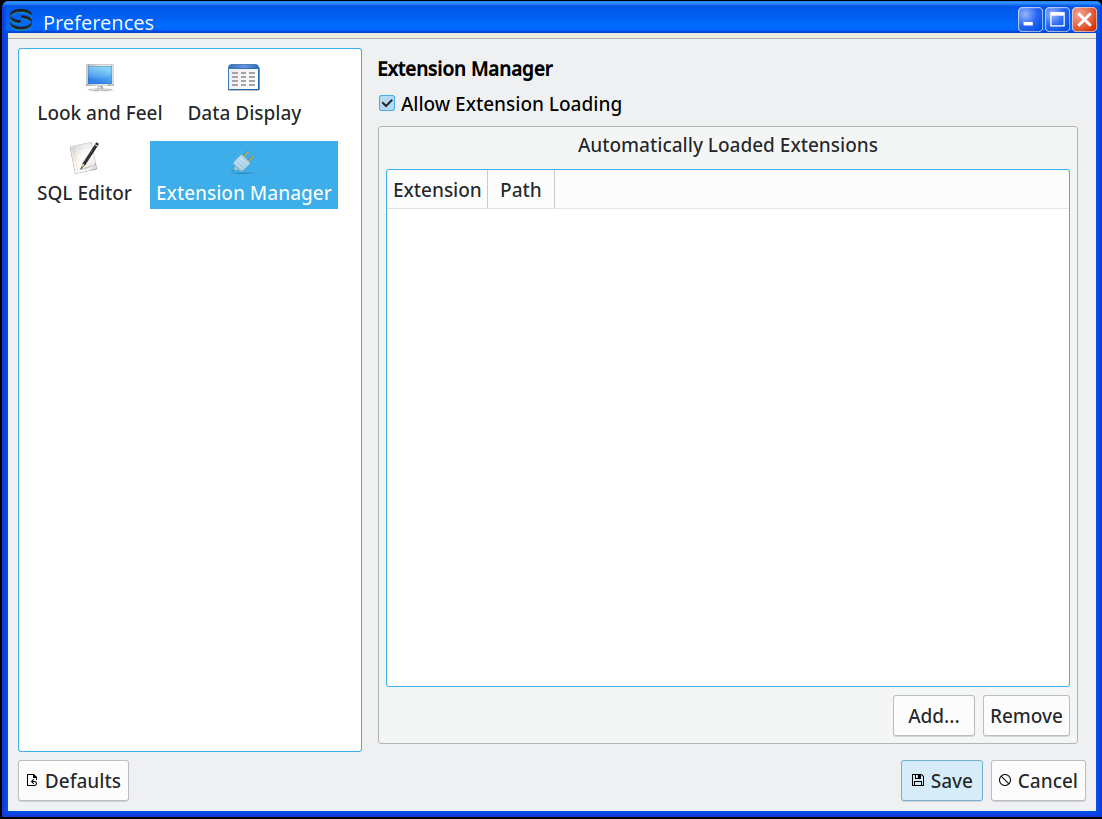 Preferences
Look and Feel
Data Display
SQL Editor
Extension Manager
Extension Manager
Allow Extension Loading
Automatically Loaded Extensions
Extension Path
Add... Remove
Defaults
Save Cancel